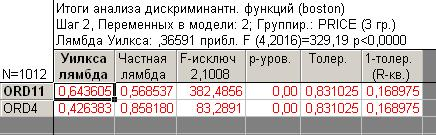 Итоги анализа дискриминантн. функций (boston)
Шаг 2, Переменных в модели: 2; Группир.: PRICE (3 гр.)
Лямбда Уилкса: ,36591 прибл. F (4,2016)=329,19 p<0,0000
N=1012 Уилкса лямбда Частная лямбда F-исключ 2,1008 p-уров. Толер. 1-толер. (R-кв.)
ORD11 0,643605 0,568537 382,4856 0,00 0,831025 0,168975
ORD4 0,426383 0,858180 83,2891 0,00 0,831025 0,168975